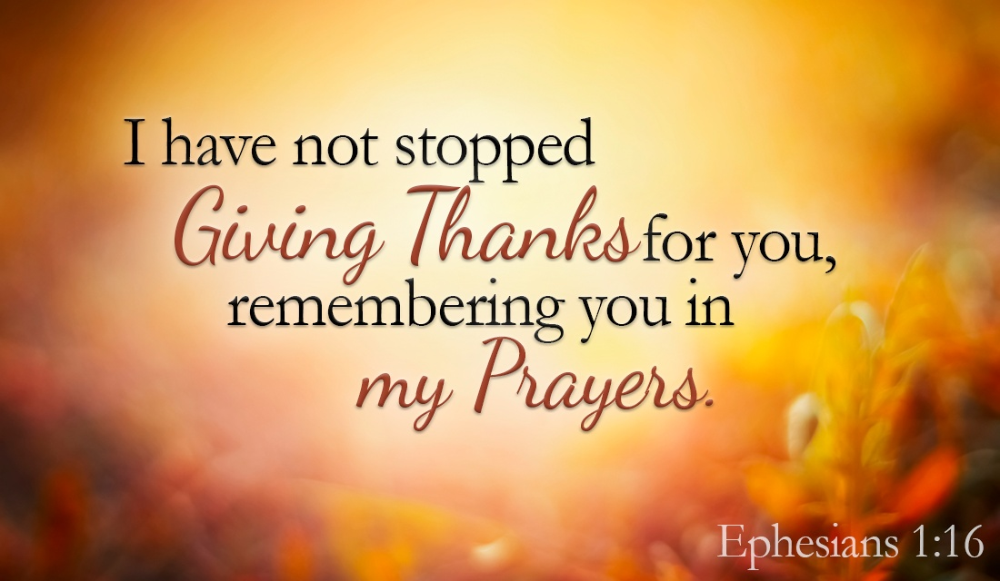 I have not stopped
Giving Thanks for you,
remembering you in
my Prayers.
Ephesians 1:16